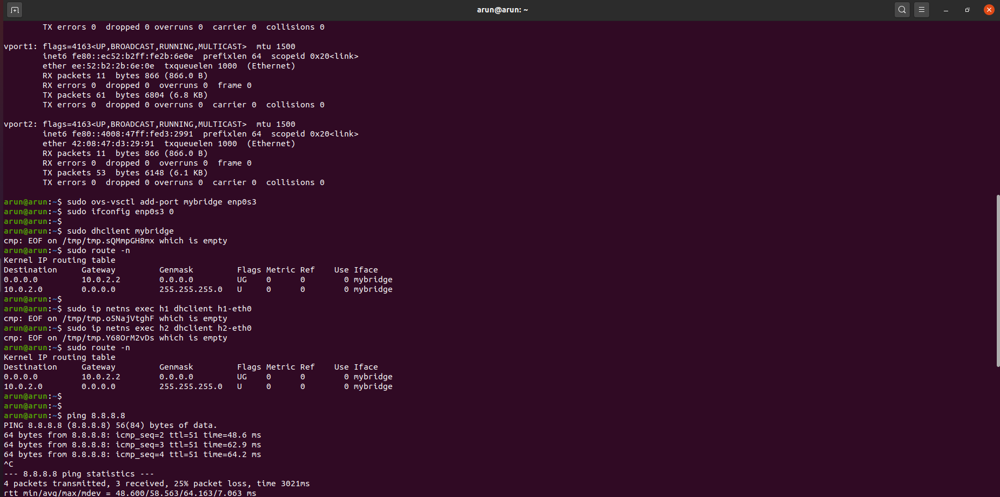 arun@arun: ~
        TX errors 0  dropped 0 overruns 0  carrier 0  collisions 0

vport1: flags=4163<UP,BROADCAST,RUNNING,MULTICAST>  mtu 1500
        inet6 fe80::ec52:b2ff:fe2b:6e0e  prefixlen 64  scopeid 0x20<link>
        ether ee:52:b2:2b:6e:0e  txqueuelen 1000  (Ethernet)
        RX packets 11  bytes 866 (866.0 B)
        RX errors 0  dropped 0  overruns 0  frame 0
        TX packets 61  bytes 6804 (6.8 KB)
        TX errors 0  dropped 0 overruns 0  carrier 0  collisions 0

vport2: flags=4163<UP,BROADCAST,RUNNING,MULTICAST>  mtu 1500
        inet6 fe80::4008:47ff:fed3:2991  prefixlen 64  scopeid 0x20<link>
        ether 42:08:47:d3:29:91  txqueuelen 1000  (Ethernet)
        RX packets 11  bytes 866 (866.0 B)
        RX errors 0  dropped 0  overruns 0  frame 0
        TX packets 53  bytes 6148 (6.1 KB)
        TX errors 0  dropped 0 overruns 0  carrier 0  collisions 0

arun@arun:~$ sudo ovs-vsctl add-port mybridge enp0s3
arun@arun:~$ sudo ifconfig enp0s3 0
arun@arun:~$
arun@arun:~$ sudo dhclient mybridge
cmp: EOF on /tmp/tmp.sQMmpGH8mx which is empty
arun@arun:~$ sudo route -n
Kernel IP routing table
Destination     Gateway         Genmask         Flags Metric Ref    Use Iface
0.0.0.0         10.0.2.2        0.0.0.0         UG    0      0        0 mybridge
10.0.2.0        0.0.0.0         255.255.255.0   U     0      0        0 mybridge
arun@arun:~$
arun@arun:~$ sudo ip netns exec h1 dhclient h1-eth0
cmp: EOF on /tmp/tmp.o5NajVtghF which is empty
arun@arun:~$ sudo ip netns exec h2 dhclient h2-eth0
cmp: EOF on /tmp/tmp.Y68OrM2vDs which is empty
arun@arun:~$ sudo route -n
Kernel IP routing table
Destination     Gateway         Genmask         Flags Metric Ref    Use Iface
0.0.0.0         10.0.2.2        0.0.0.0         UG    0      0        0 mybridge
10.0.2.0        0.0.0.0         255.255.255.0   U     0      0        0 mybridge
arun@arun:~$
arun@arun:~$
arun@arun:~$ ping 8.8.8.8
PING 8.8.8.8 (8.8.8.8) 56(84) bytes of data.
64 bytes from 8.8.8.8: icmp_seq=2 ttl=51 time=48.6 ms
64 bytes from 8.8.8.8: icmp_seq=3 ttl=51 time=62.9 ms
64 bytes from 8.8.8.8: icmp_seq=4 ttl=51 time=64.2 ms
^C
--- 8.8.8.8 ping statistics ---
4 packets transmitted, 3 received, 25% packet loss, time 3021ms
rtt min/avg/max/mdev = 48.600/58.563/64.163/7.063 ms